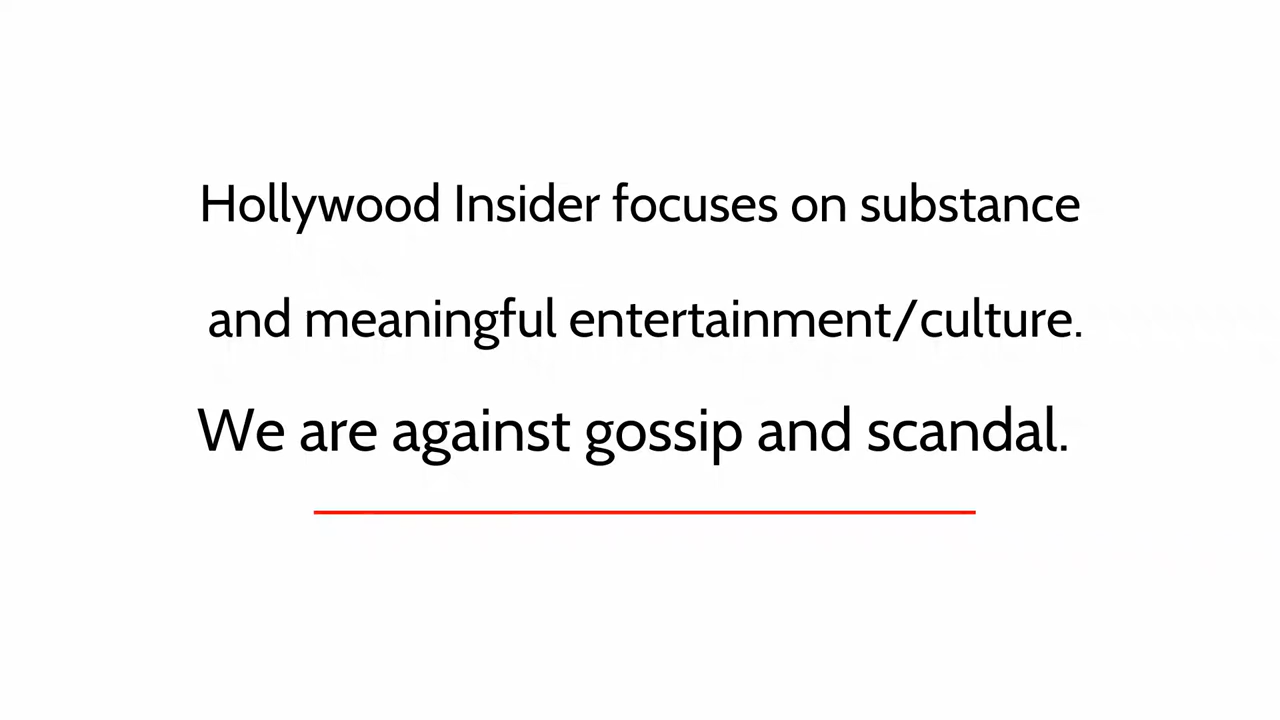 Hollywood Insider focuses on substance
and meaningful entertainment/culture.
We are against gossip and scandal.